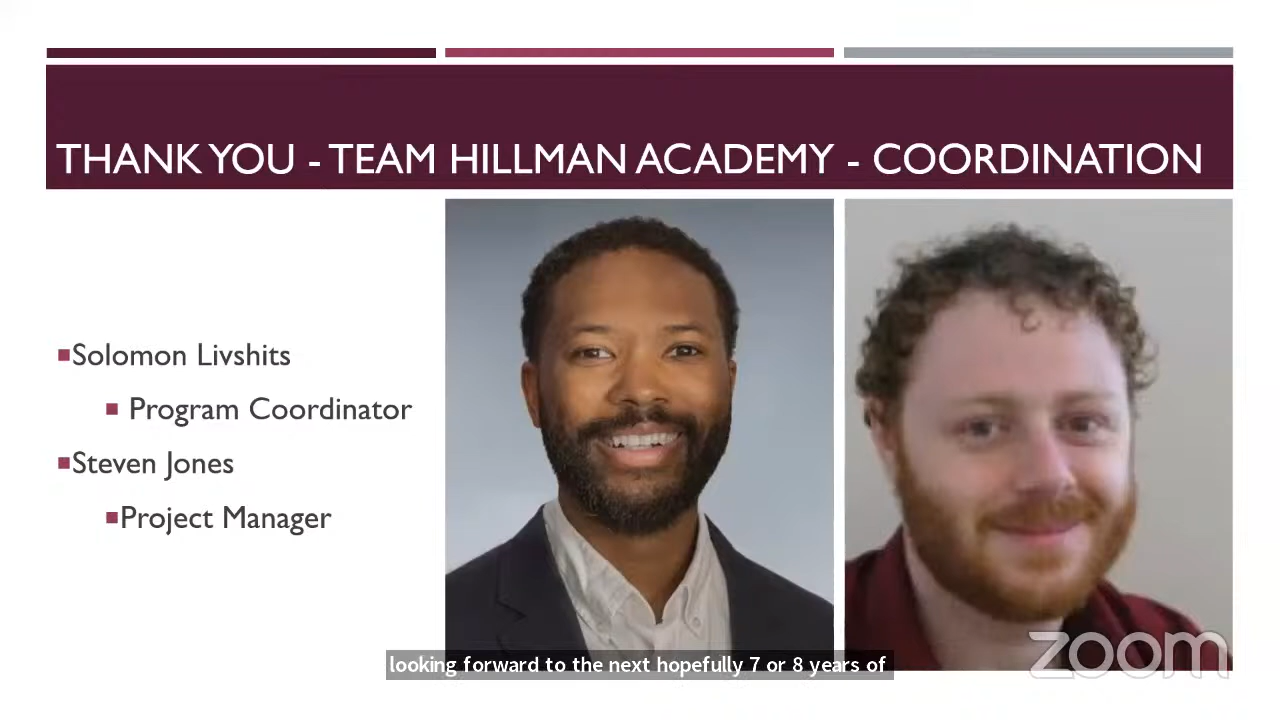 THANK YOU - TEAM HILLMAN ACADEMY - COORDINATION
Solomon Livshits
Program Coordinator
Steven Jones
Project Manager
looking forward to the next hopefully 7 or 8 years of
zoom